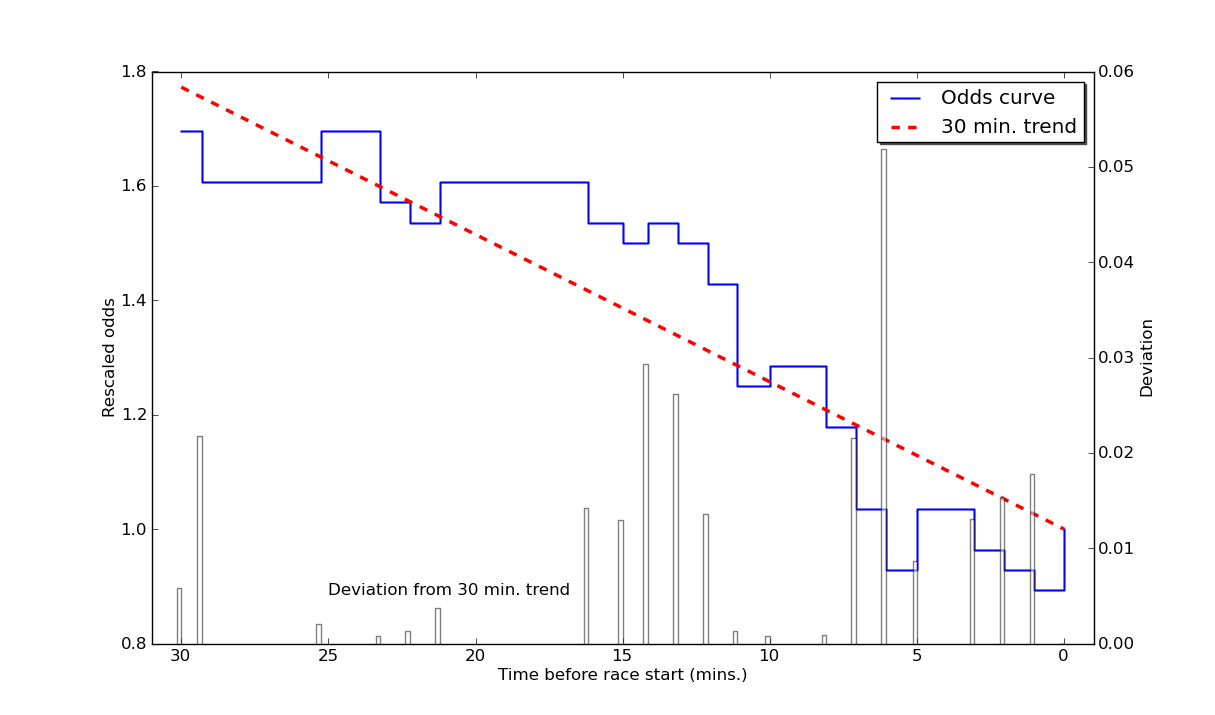 1.8
0.06
Odds curve
30 min. trend
0.05
1.6
0.04
1.4
Rescaled odds
Deviation
0.03
1.2
0.02
1.0
0.01
Deviation from 30 min. trend
0.8
0.00
30 25 20 15 10 5 0
Time before race start (mins.)